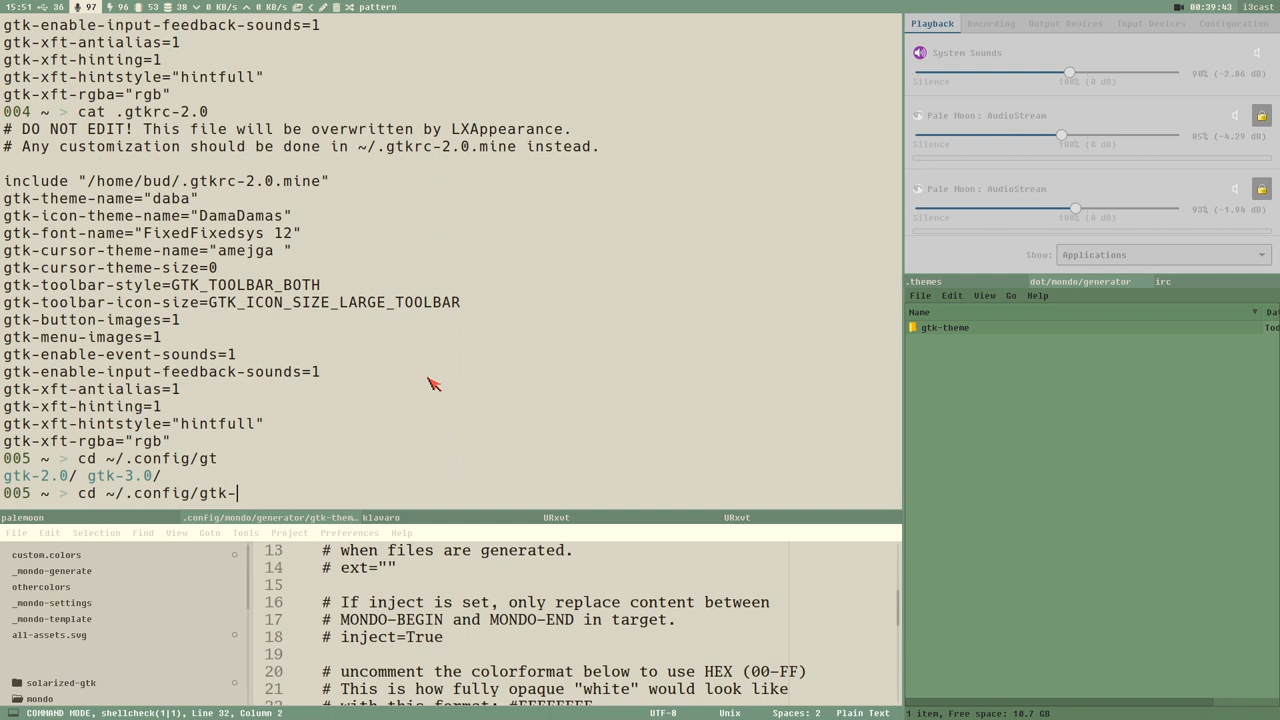 15:51 36 97 96 53 38 0 KB/s 0 KB/s pattern
00:39:43 i3cast
gtk-enable-input-feedback-sounds=1
gtk-xft-antialias=1
gtk-xft-hinting=1
gtk-xft-hintstyle="hintfull"
gtk-xft-rgba="rgb"
004 ~ > cat .gtkrc-2.0
# DO NOT EDIT! This file will be overwritten by LXAppearance.
# Any customization should be done in ~/.gtkrc-2.0.mine instead.
include "/home/bud/.gtkrc-2.0.mine"
gtk-theme-name="daba"
gtk-icon-theme-name="DamaDamas"
gtk-font-name="FixedFixedsys 12"
gtk-cursor-theme-name="amejga "
gtk-cursor-theme-size=0
gtk-toolbar-style=GTK_TOOLBAR_BOTH
gtk-toolbar-icon-size=GTK_ICON_SIZE_LARGE_TOOLBAR
gtk-button-images=1
gtk-menu-images=1
gtk-enable-event-sounds=1
gtk-enable-input-feedback-sounds=1
gtk-xft-antialias=1
gtk-xft-hinting=1
gtk-xft-hintstyle="hintfull"
gtk-xft-rgba="rgb"
005 ~ > cd ~/.config/gt
gtk-2.0/ gtk-3.0/
005 ~ > cd ~/.config/gtk-
palemoon .config/mondo/generator/gtk-them… klavaro URxvt URxvt
File Edit Selection Find View Goto Tools Project Preferences Help
custom.colors
_mondo-generate
othercolors
_mondo-settings
_mondo-template
all-assets.svg
solarized-gtk
mondo
13 # when files are generated.
14 # ext=""
15
16 # If inject is set, only replace content between
17 # MONDO-BEGIN and MONDO-END in target.
18 # inject=True
19
20 # uncomment the colorformat below to use HEX (00-FF)
21 # This is how fully opaque "white" would look like
22 # with this format: #FFFFFFFF
COMMAND MODE, shellcheck(1|1), Line 32, Column 2 UTF-8 Unix Spaces: 2 Plain Text
Playback Recording Output Devices Input Devices Configuration
System Sounds
90% (-2.86 dB)
Silence 100% (0 dB)
Pale Moon: AudioStream
85% (-4.29 dB)
Silence 100% (0 dB)
Pale Moon: AudioStream
93% (-1.94 dB)
Silence 100% (0 dB)
Show: Applications
.themes dot/mondo/generator irc
File Edit View Go Help
Name Da
gtk-theme Tod
1 item, Free space: 10.7 GB